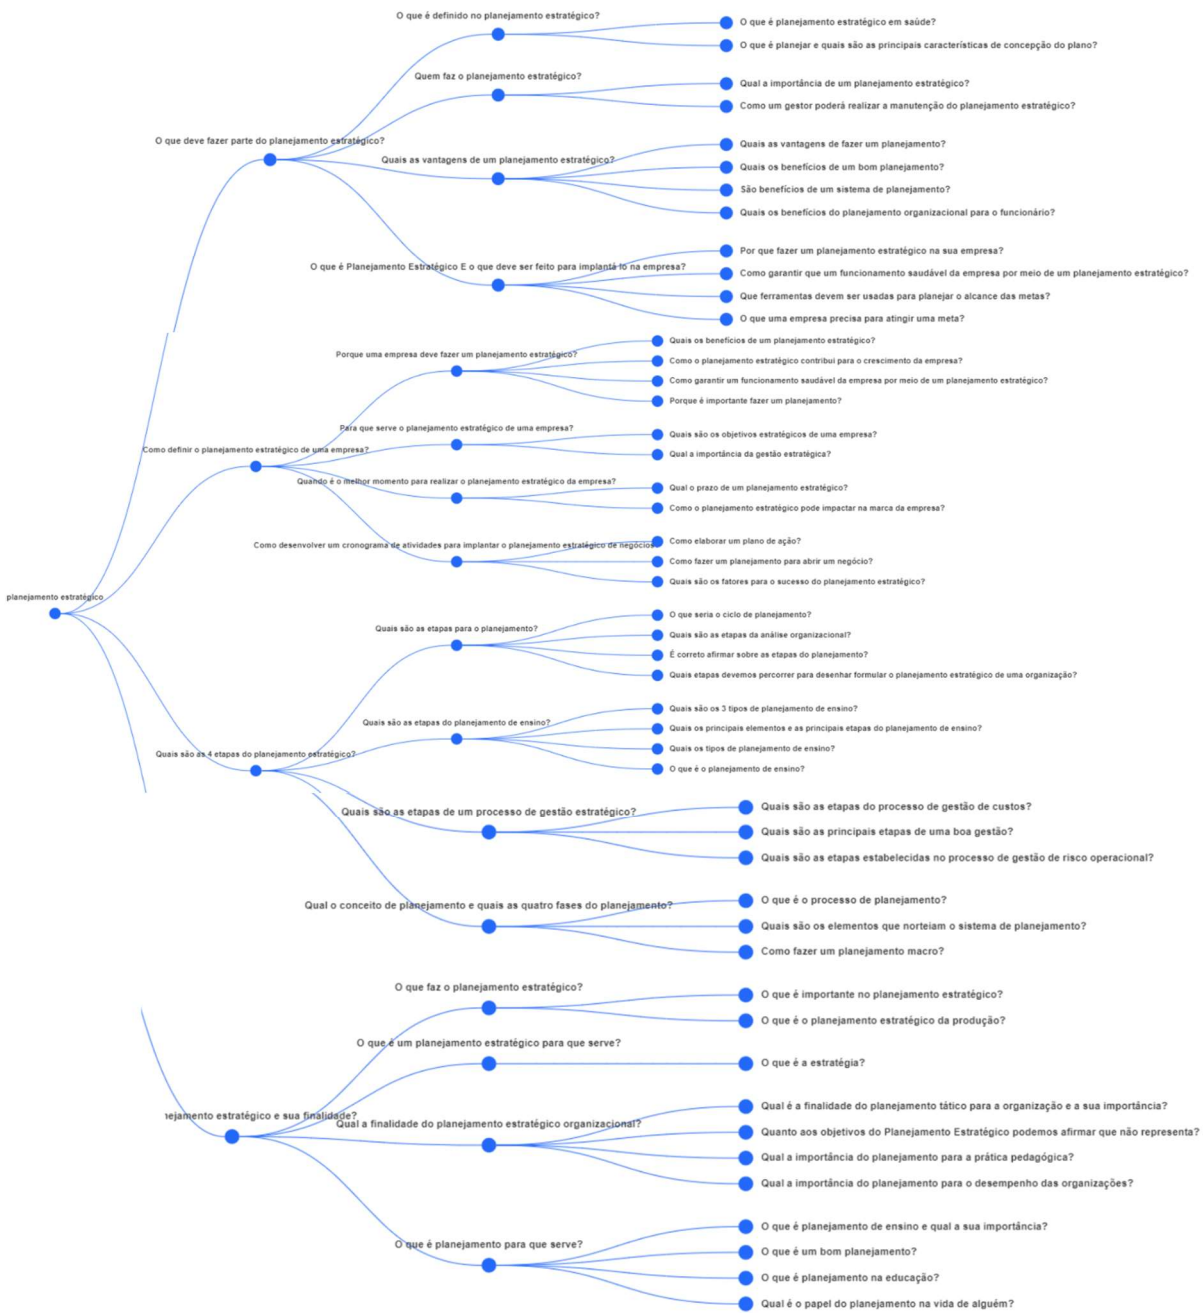 planejamento estratégico
O que deve fazer parte do planejamento estratégico?
O que é definido no planejamento estratégico?
O que é planejamento estratégico em saúde?
O que é planejar e quais são as principais características de concepção do plano?
Quem faz o planejamento estratégico?
Qual a importância de um planejamento estratégico?
Como um gestor poderá realizar a manutenção do planejamento estratégico?
Quais as vantagens de um planejamento estratégico?
Quais as vantagens de fazer um planejamento?
Quais os benefícios de um bom planejamento?
São benefícios de um sistema de planejamento?
Quais os benefícios do planejamento organizacional para o funcionário?
O que é Planejamento Estratégico E o que deve ser feito para implantá lo na empresa?
Por que fazer um planejamento estratégico na sua empresa?
Como garantir que um funcionamento saudável da empresa por meio de um planejamento estratégico?
Que ferramentas devem ser usadas para planejar o alcance das metas?
O que uma empresa precisa para atingir uma meta?
Como definir o planejamento estratégico de uma empresa?
Porque uma empresa deve fazer um planejamento estratégico?
Quais os benefícios de um planejamento estratégico?
Como o planejamento estratégico contribui para o crescimento da empresa?
Como garantir um funcionamento saudável da empresa por meio de um planejamento estratégico?
Porque é importante fazer um planejamento?
Para que serve o planejamento estratégico de uma empresa?
Quais são os objetivos estratégicos de uma empresa?
Qual a importância da gestão estratégica?
Quando é o melhor momento para realizar o planejamento estratégico da empresa?
Qual o prazo de um planejamento estratégico?
Como o planejamento estratégico pode impactar na marca da empresa?
Como desenvolver um cronograma de atividades para implantar o planejamento estratégico de negócios
Como elaborar um plano de ação?
Como fazer um planejamento para abrir um negócio?
Quais são os fatores para o sucesso do planejamento estratégico?
Quais são as 4 etapas do planejamento estratégico?
Quais são as etapas para o planejamento?
O que seria o ciclo de planejamento?
Quais são as etapas da análise organizacional?
É correto afirmar sobre as etapas do planejamento?
Quais etapas devemos percorrer para desenhar formular o planejamento estratégico de uma organização?
Quais são as etapas do planejamento de ensino?
Quais são os 3 tipos de planejamento de ensino?
Quais os principais elementos e as principais etapas do planejamento de ensino?
Quais os tipos de planejamento de ensino?
O que é o planejamento de ensino?
Quais são as etapas de um processo de gestão estratégico?
Quais são as etapas do processo de gestão de custos?
Quais são as principais etapas de uma boa gestão?
Quais são as etapas estabelecidas no processo de gestão de risco operacional?
Qual o conceito de planejamento e quais as quatro fases do planejamento?
O que é o processo de planejamento?
Quais são os elementos que norteiam o sistema de planejamento?
Como fazer um planejamento macro?
nejamento estratégico e sua finalidade?
O que faz o planejamento estratégico?
O que é importante no planejamento estratégico?
O que é o planejamento estratégico da produção?
O que é um planejamento estratégico para que serve?
O que é a estratégia?
Qual a finalidade do planejamento estratégico organizacional?
Qual é a finalidade do planejamento tático para a organização e a sua importância?
Quanto aos objetivos do Planejamento Estratégico podemos afirmar que não representa?
Qual a importância do planejamento para a prática pedagógica?
Qual a importância do planejamento para o desempenho das organizações?
O que é planejamento para que serve?
O que é planejamento de ensino e qual a sua importância?
O que é um bom planejamento?
O que é planejamento na educação?
Qual é o papel do planejamento na vida de alguém?